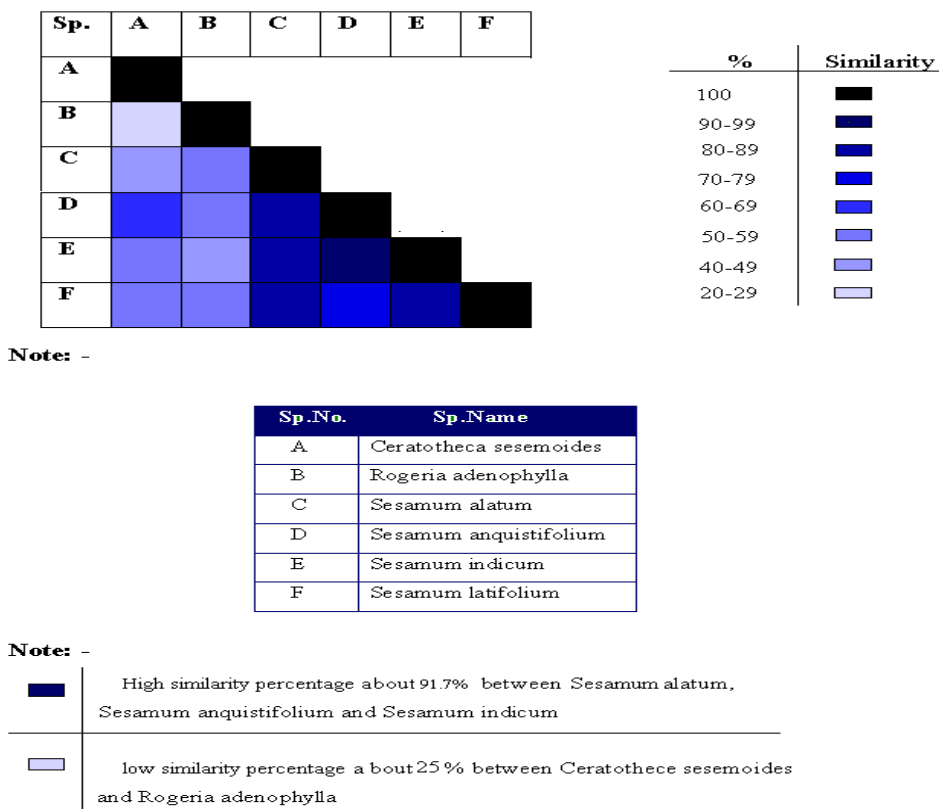 Sp. A B C D E F
A
B
C
D
E
F
% Similarity
100
90-99
80-89
70-79
60-69
50-59
40-49
20-29
Note: -
Sp.No. Sp.Name
A Ceratotheca sesemoides
B Rogeria adenophylla
C Sesamum alatum
D Sesamum anquistifolium
E Sesamum indicum
F Sesamum latifolium
Note: -
High similarity percentage about 91.7% between Sesamum alatum,
Sesamum anquistifolium and Sesamum indicum
low similarity percentage a bout 25 % between Ceratothece sesemoides
and Rogeria adenophylla